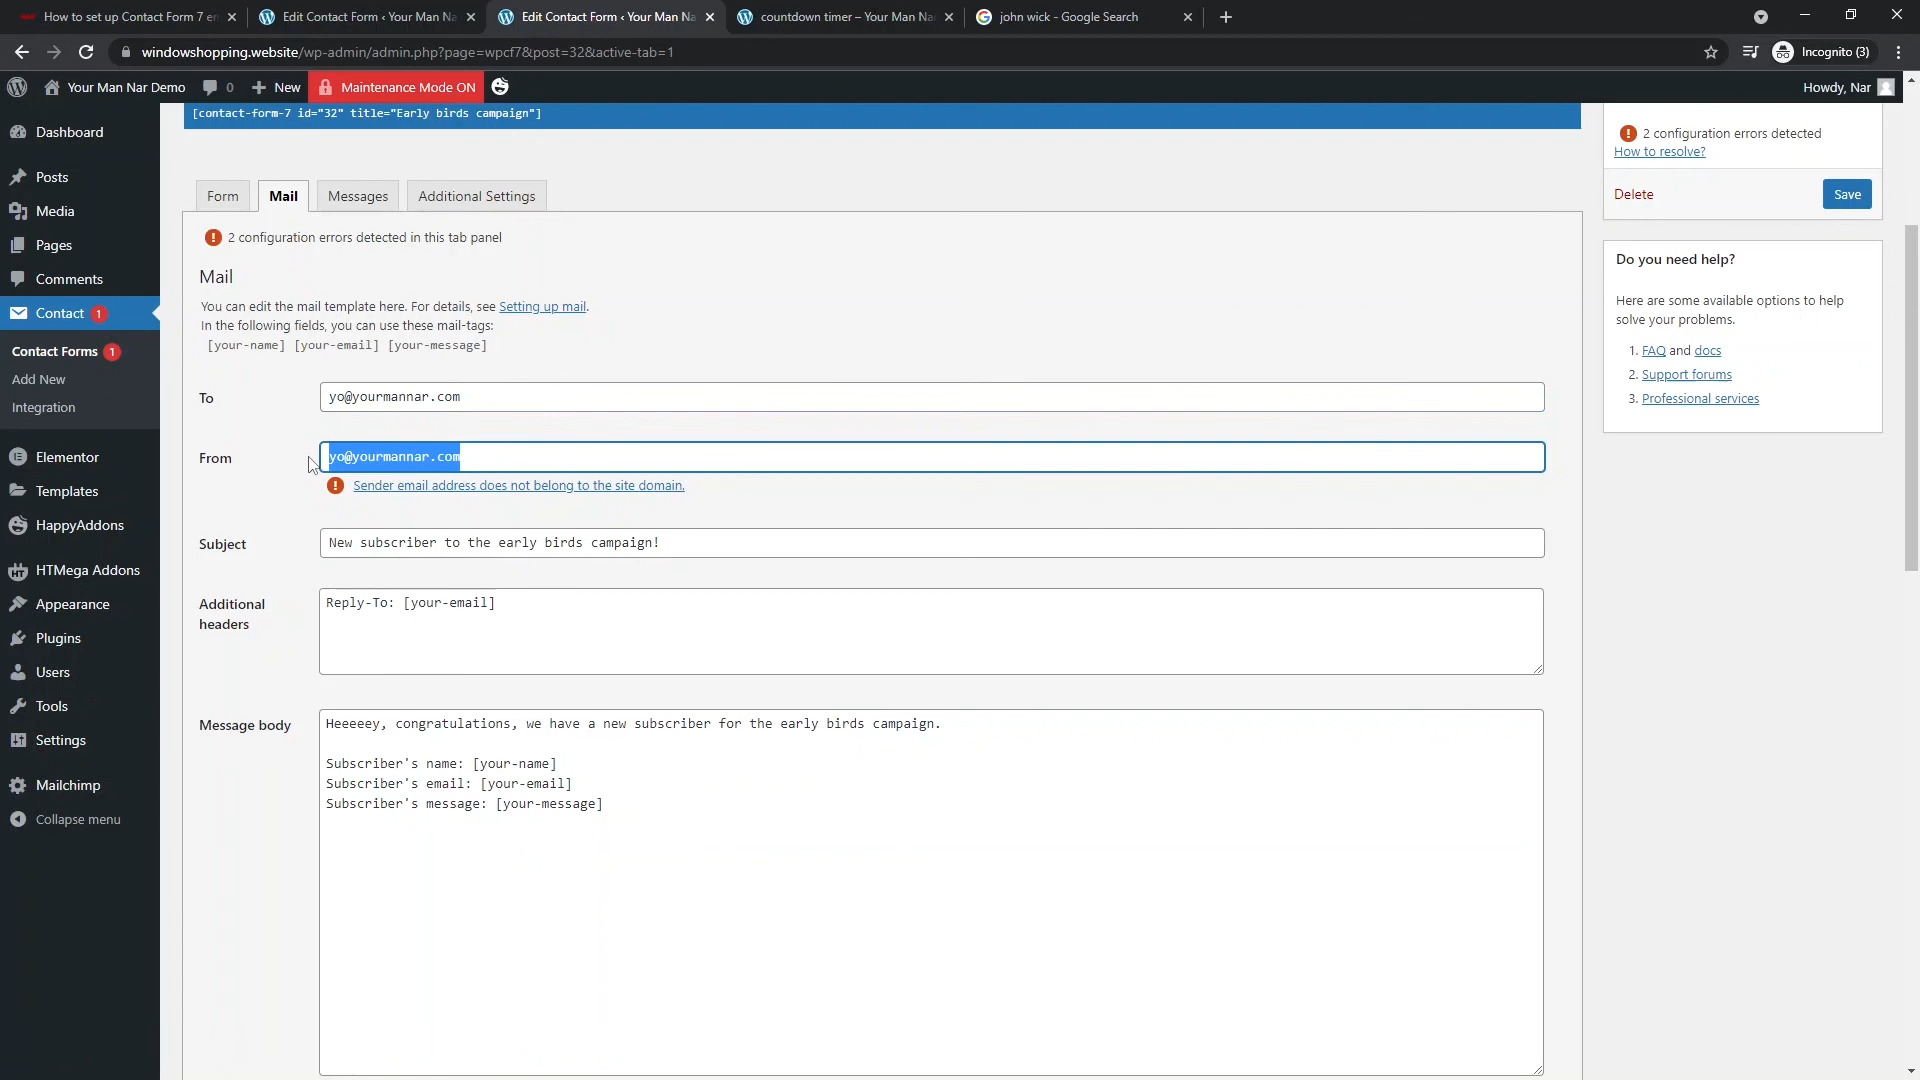 How to set up Contact Form 7 en
Edit Contact Form ‹ Your Man Na
Edit Contact Form ‹ Your Man Na
countdown timer – Your Man Na
john wick - Google Search
windowshopping.website/wp-admin/admin.php?page=wpcf7&post=32&active-tab=1
Incognito (3)
Your Man Nar Demo
0
New
Maintenance Mode ON
Howdy, Nar
Dashboard
Posts
Media
Pages
Comments
Contact 1
Contact Forms 1
Add New
Integration
Elementor
Templates
HappyAddons
HTMega Addons
Appearance
Plugins
Users
Tools
Settings
Mailchimp
Collapse menu
[contact-form-7 id="32" title="Early birds campaign"]
Form
Mail
Messages
Additional Settings
2 configuration errors detected in this tab panel
Mail
You can edit the mail template here. For details, see Setting up mail.
In the following fields, you can use these mail-tags:
[your-name] [your-email] [your-message]
To
yo@yourmannar.com
From
yo@yourmannar.com
Sender email address does not belong to the site domain.
Subject
New subscriber to the early birds campaign!
Additional
headers
Reply-To: [your-email]
Message body
Heeeeey, congratulations, we have a new subscriber for the early birds campaign.
Subscriber's name: [your-name]
Subscriber's email: [your-email]
Subscriber's message: [your-message]
2 configuration errors detected
How to resolve?
Delete
Save
Do you need help?
Here are some available options to help
solve your problems.
1. FAQ and docs
2. Support forums
3. Professional services